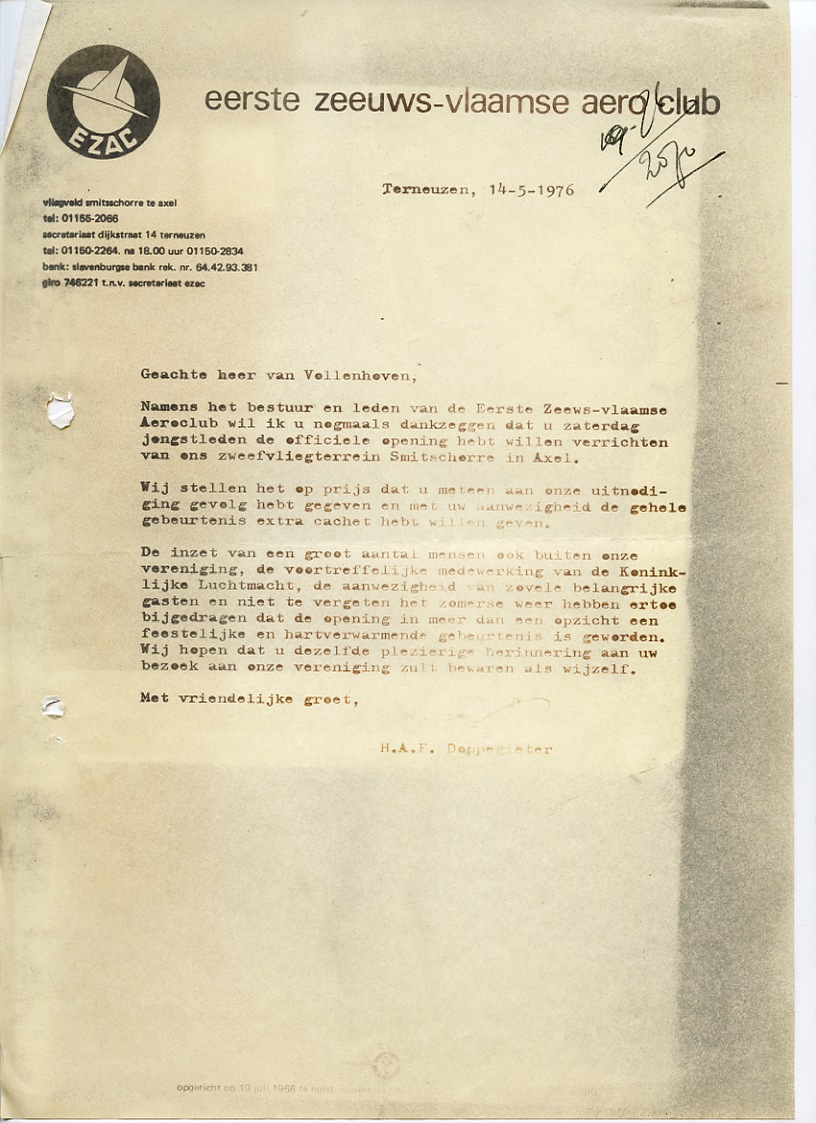 EZAC
eerste zeeuws-vlaamse aero club
Terneuzen, 14-5-1976
vliegveld smitsschorre te axel
tel: 01155-2066
secretariaat dijkstraat 14 terneuzen
tel: 01150-2264. na 18.00 uur 01150-2834
bank: slavenburgse bank rek. nr. 64.42.93.381
giro 746221 t.n.v. secretariaat ezac
Geachte heer van Vollenhoven,
Namens het bestuur en leden van de Eerste Zeews-vlaamse
Aeroclub wil ik u nogmaals dankzeggen dat u zaterdag
jongstleden de officiele opening hebt willen verrichten
van ons zweefvliegterrein Smitschorre in Axel.
Wij stellen het op prijs dat u meteen aan onze uitnodi-
ging gevolg hebt gegeven en met uw aanwezigheid de gehele
gebeurtenis extra cachet hebt willen geven.
De inzet van een groot aantal mensen ook buiten onze
vereniging, de voortreffelijke medewerking van de Konink-
lijke Luchtmacht, de aanwezigheid van zovele belangrijke
gasten en niet te vergeten het zomerse weer hebben ertoe
bijgedragen dat de opening in meer dan een opzicht een
feestelijke en hartverwarmende gebeurtenis is geworden.
Wij hopen dat u dezelfde plezierige herinnering aan uw
bezoek aan onze vereniging zult bewaren als wijzelf.
Met vriendelijke groet,
H.A.F. Doppegieter
opgericht op 19 juli 1966 te hulst.